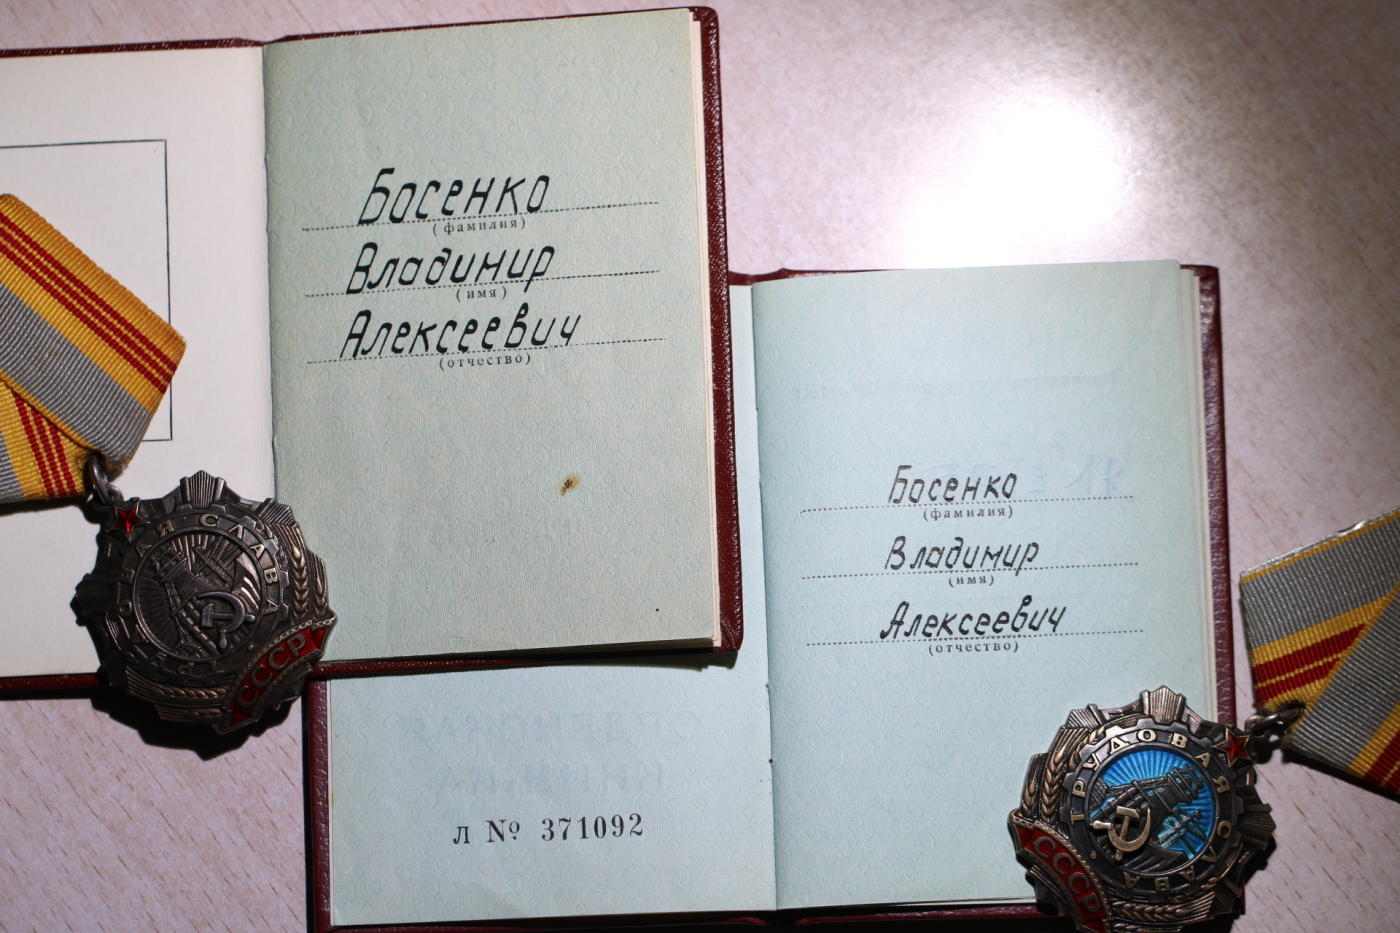 Босенко
(фамилия)
Владимир
(имя)
Алексеевич
(отчество)
ТРУДОВАЯ СЛАВА
СССР
л № 371092
Босенко
(фамилия)
Владимир
(имя)
Алексеевич
(отчество)
ТРУДОВАЯ СЛАВА
СССР